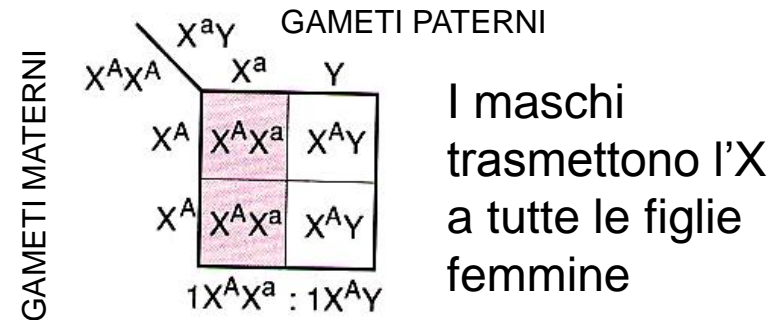 GAMETI PATERNI
XᵃY
XᴬXᴬ
Xᵃ Y
GAMETI MATERNI
Xᴬ XᴬXᵃ XᴬY
Xᴬ XᴬXᵃ XᴬY
1XᴬXᵃ : 1XᴬY
I maschi
trasmettono l’X
a tutte le figlie
femmine